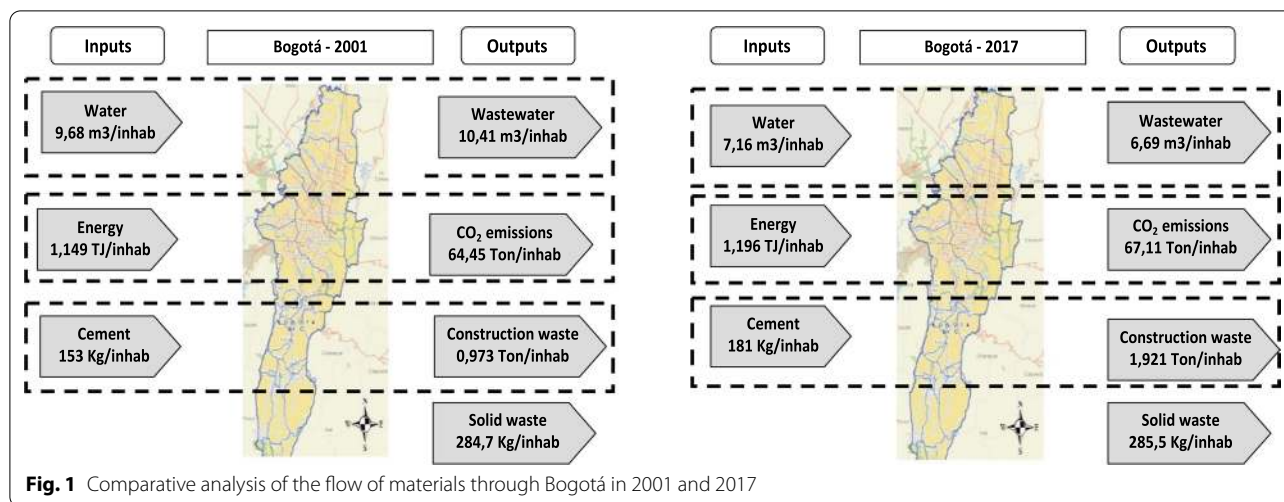 Inputs
Bogotá - 2001
Outputs
Water
9,68 m3/inhab
Wastewater
10,41 m3/inhab
Energy
1,149 TJ/inhab
CO₂ emissions
64,45 Ton/inhab
Cement
153 Kg/inhab
Construction waste
0,973 Ton/inhab
Solid waste
284,7 Kg/inhab
Inputs
Bogotá - 2017
Outputs
Water
7,16 m3/inhab
Wastewater
6,69 m3/inhab
Energy
1,196 TJ/inhab
CO₂ emissions
67,11 Ton/inhab
Cement
181 Kg/inhab
Construction waste
1,921 Ton/inhab
Solid waste
285,5 Kg/inhab
Fig. 1 Comparative analysis of the flow of materials through Bogotá in 2001 and 2017